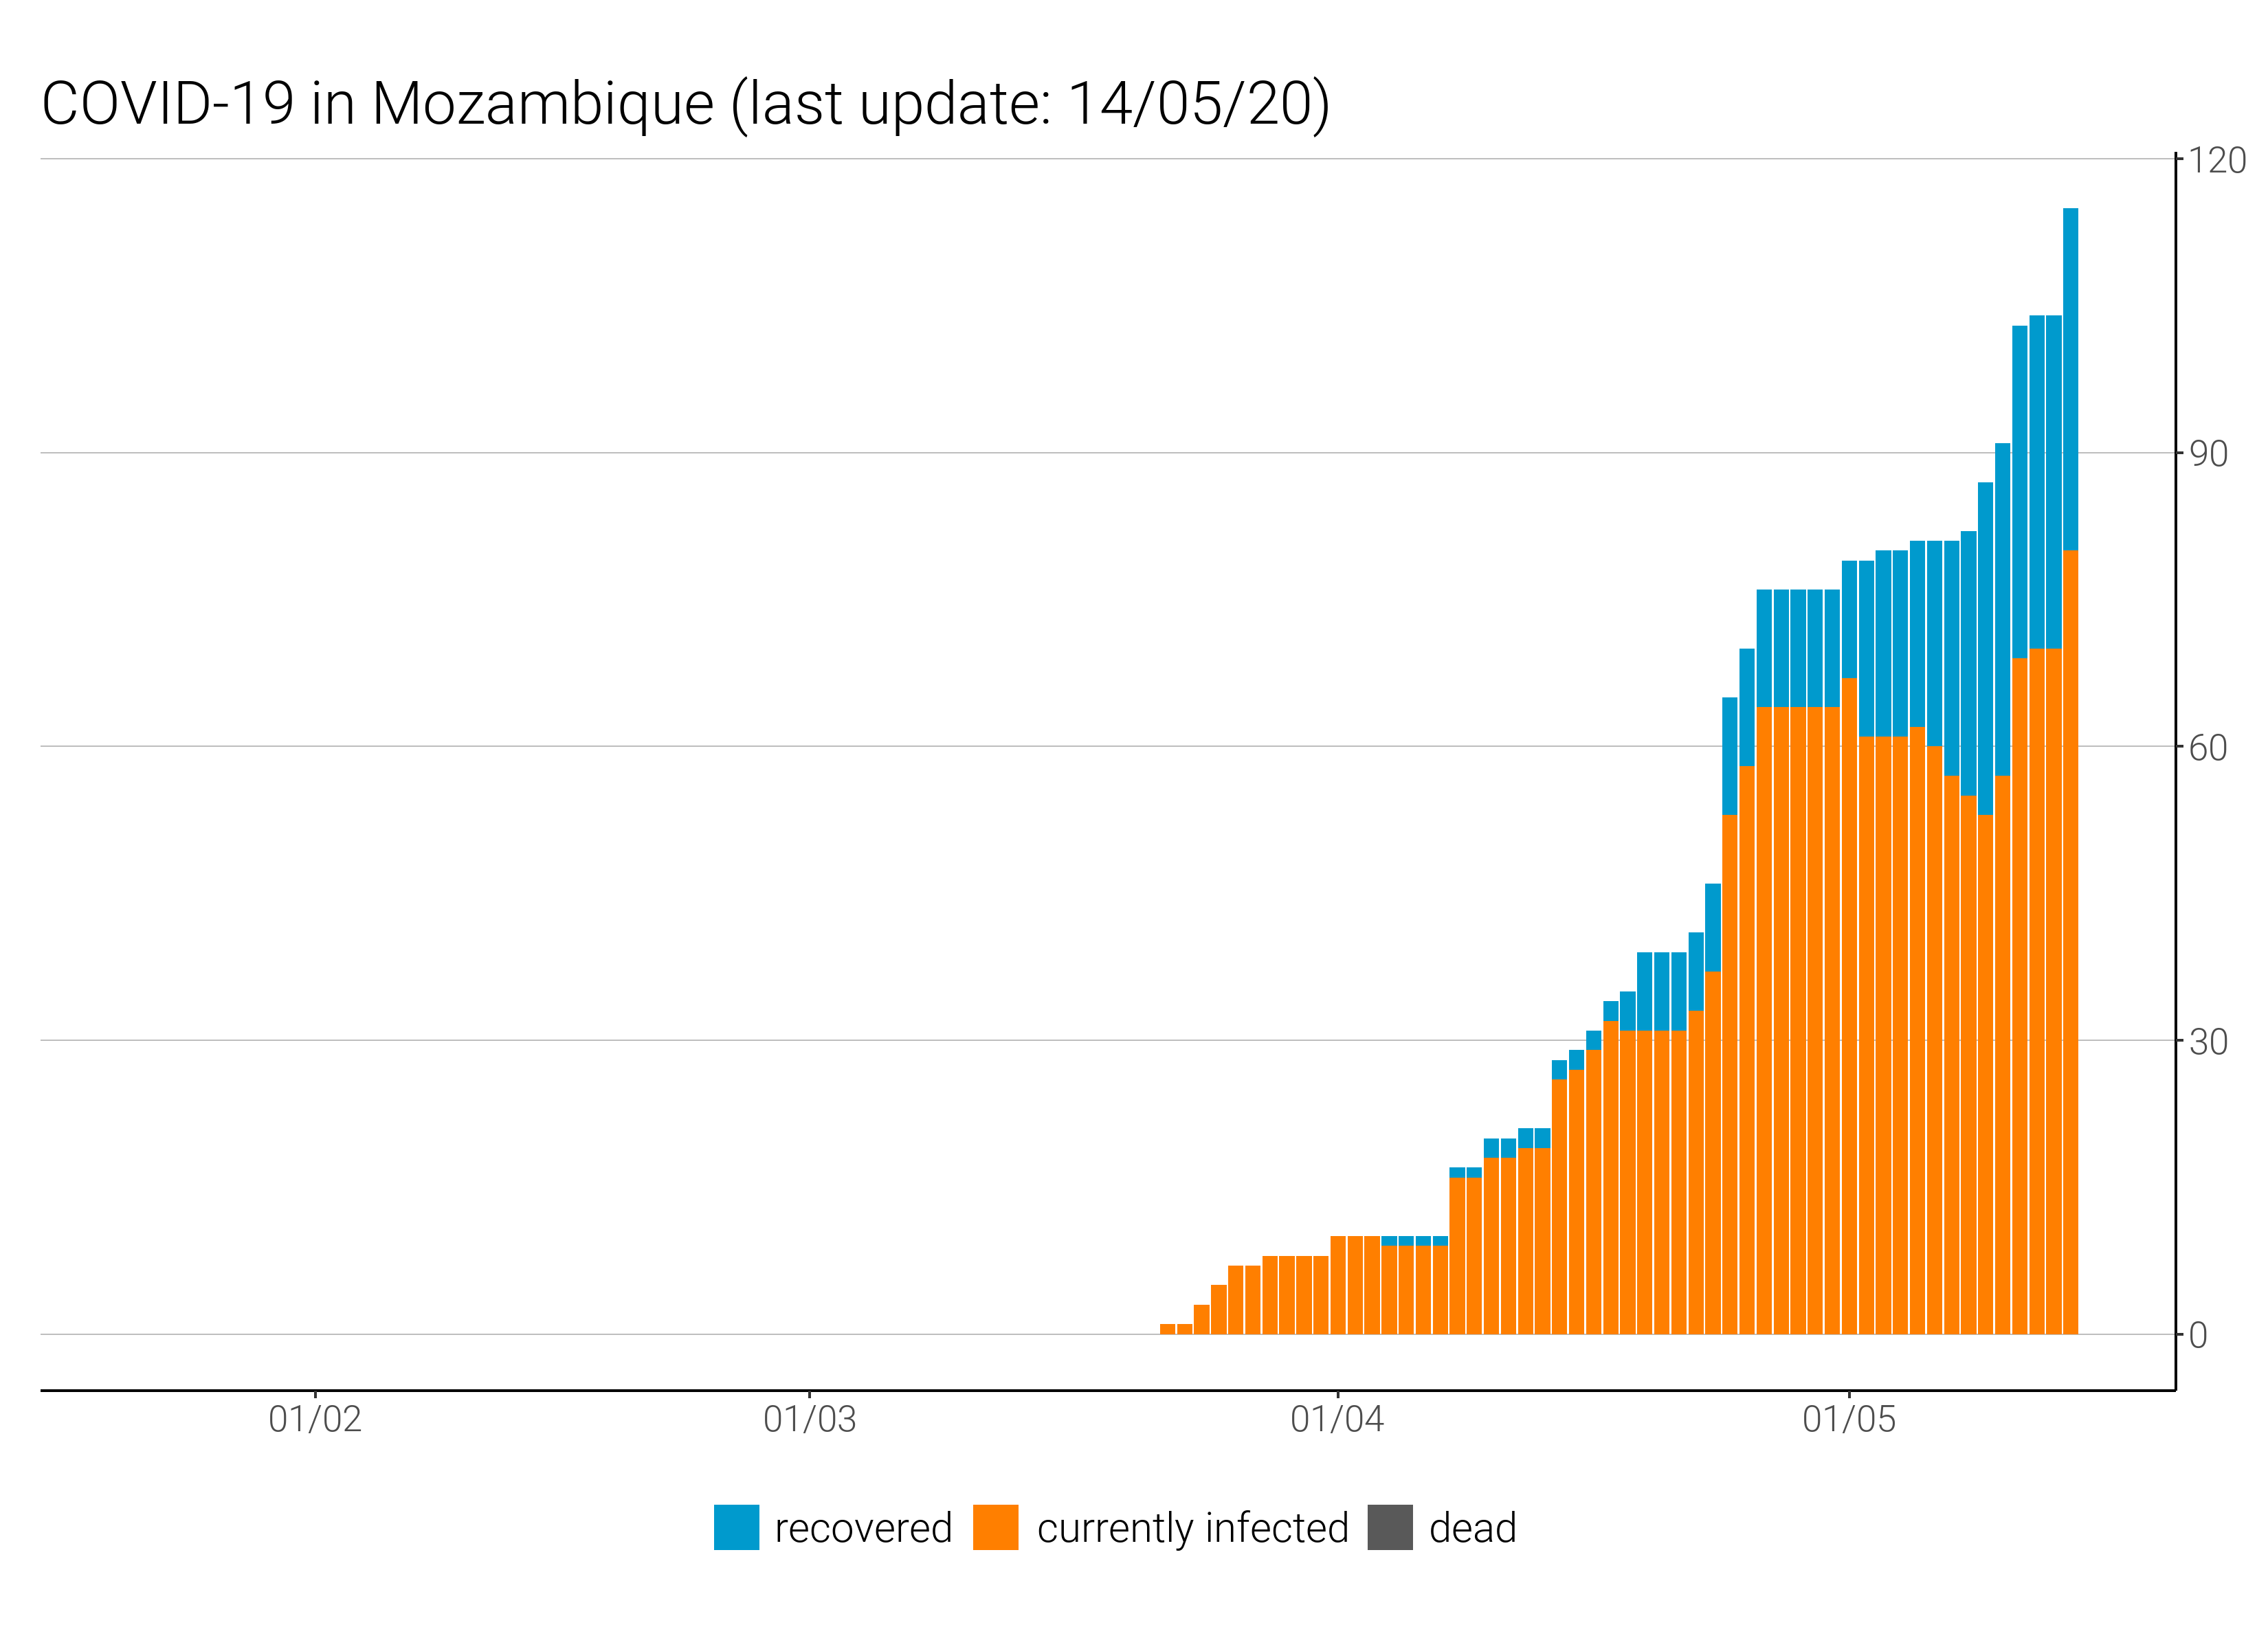 COVID-19 in Mozambique (last update: 14/05/20)
120
90
60
30
0
01/02 01/03 01/04 01/05
recovered currently infected dead